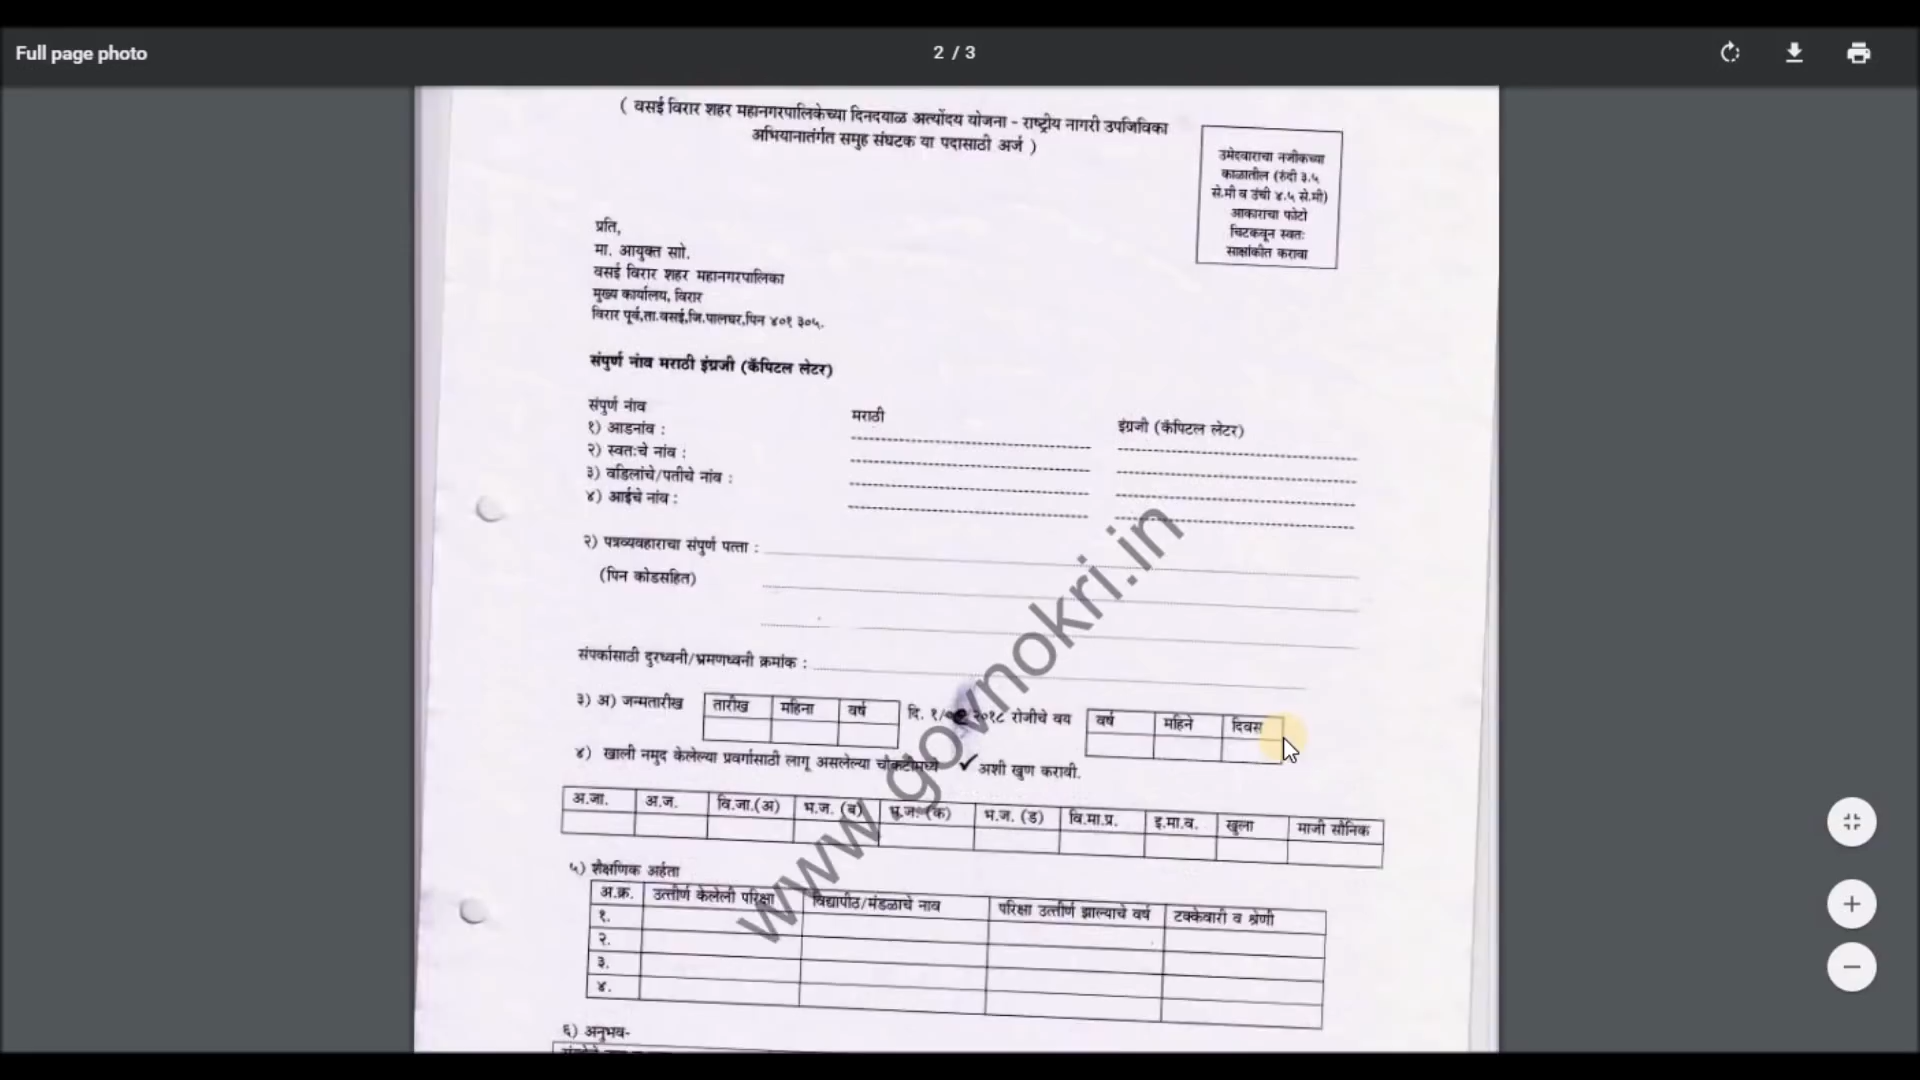 Full page photo
2 / 3
( वसई विरार शहर महानगरपालिकेच्या दिनदयाळ अत्योंदय योजना - राष्ट्रीय नागरी उपजिविका
अभियानातंर्गत समुह संघटक या पदासाठी अर्ज )
उमेदवाराचा नजीकच्या
काळातील (रुंदी ३.५
से.मी व उंची ४.५ से.मी)
आकाराचा फोटो
चिटकवून स्वतः
साक्षांकीत करावा
प्रति,
मा. आयुक्त साो.
वसई विरार शहर महानगरपालिका
मुख्य कार्यालय, विरार
विरार पूर्व,ता.वसई,जि.पालघर,पिन ४०१ ३०५.
संपुर्ण नांव मराठी इंग्रजी (कॅपिटल लेटर)
संपुर्ण नांव मराठी इंग्रजी (कॅपिटल लेटर)
१) आडनांव :
२) स्वतःचे नांव :
३) वडिलांचे/पतीचे नांव :
४) आईचे नांव :
२) पत्रव्यवहाराचा संपुर्ण पत्ता :
(पिन कोडसहित)
संपर्कासाठी दुरध्वनी/भ्रमणध्वनी क्रमांक :
३) अ) जन्मतारीख तारीख महिना वर्ष दि. १/ २०१८ रोजीचे वय वर्ष महिने दिवस
४) खाली नमुद केलेल्या प्रवर्गासाठी लागू असलेल्या चौकटीमध्ये ✓ अशी खुण करावी.
अ.जा. अ.ज. वि.जा.(अ) भ.ज. (ब) भ.ज. (क) भ.ज. (ड) वि.मा.प्र. इ.मा.व. खुला माजी सौनिक
५) शैक्षणिक अर्हता
अ.क्र. उत्तीर्ण केलेली परिक्षा विद्यापीठ/मंडळाचे नाव परिक्षा उत्तीर्ण झाल्याचे वर्ष टक्केवारी व श्रेणी
१.
२.
३.
४.
६) अनुभव-
www.govnokri.in